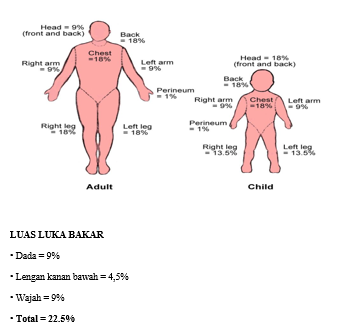 Head = 9%
(front and back)
Back
= 18%
Chest
=18%
Right arm
= 9%
Left arm
= 9%
Perineum
= 1%
Right leg
= 18%
Left leg
= 18%
Adult
Head = 18%
(front and back)
Back
= 18%
Right arm
= 9%
Chest
=18%
Left arm
= 9%
Perineum
= 1%
Right leg
= 13.5%
Left leg
= 13.5%
Child
LUAS LUKA BAKAR
• Dada = 9%
• Lengan kanan bawah = 4,5%
• Wajah = 9%
• Total = 22.5%